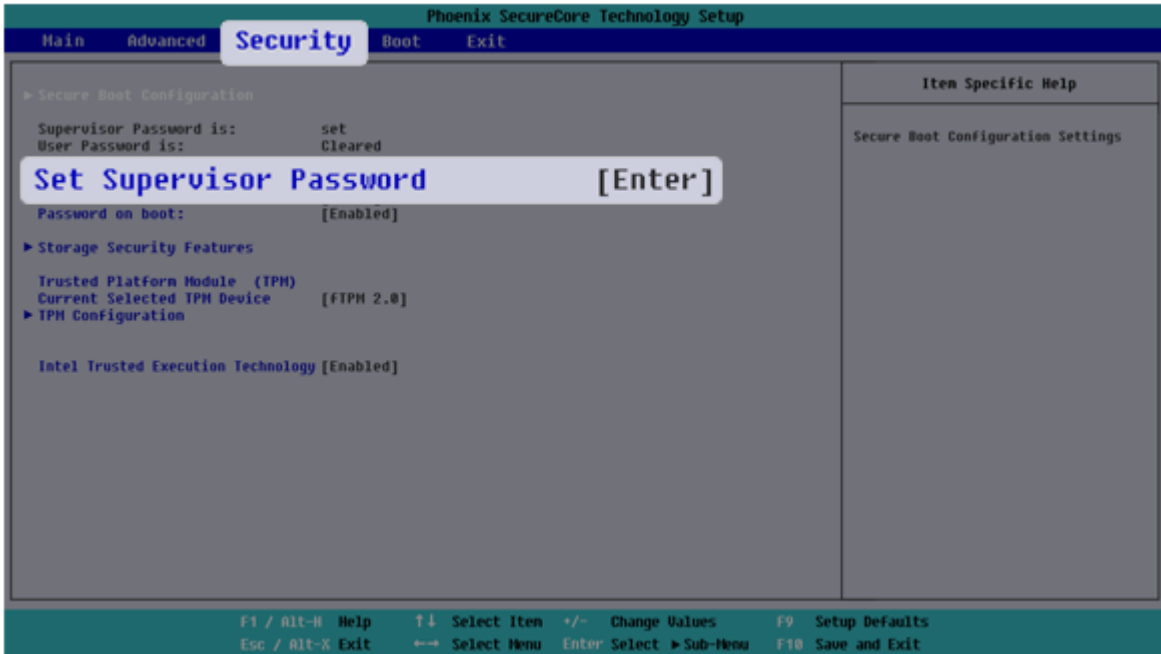 Phoenix SecureCore Technology Setup
Main Advanced Security Boot Exit
Item Specific Help
▶ Secure Boot Configuration
Secure Boot Configuration Settings
Supervisor Password is: set
User Password is: Cleared
Set Supervisor Password [Enter]
Password on boot: [Enabled]
▶ Storage Security Features
Trusted Platform Module (TPM)
Current Selected TPM Device [fTPM 2.0]
▶ TPM Configuration
Intel Trusted Execution Technology [Enabled]
F1 / Alt-H Help ↑↓ Select Item +/- Change Values F9 Setup Defaults
Esc / Alt-X Exit ←→ Select Menu Enter Select ▶ Sub-Menu F10 Save and Exit